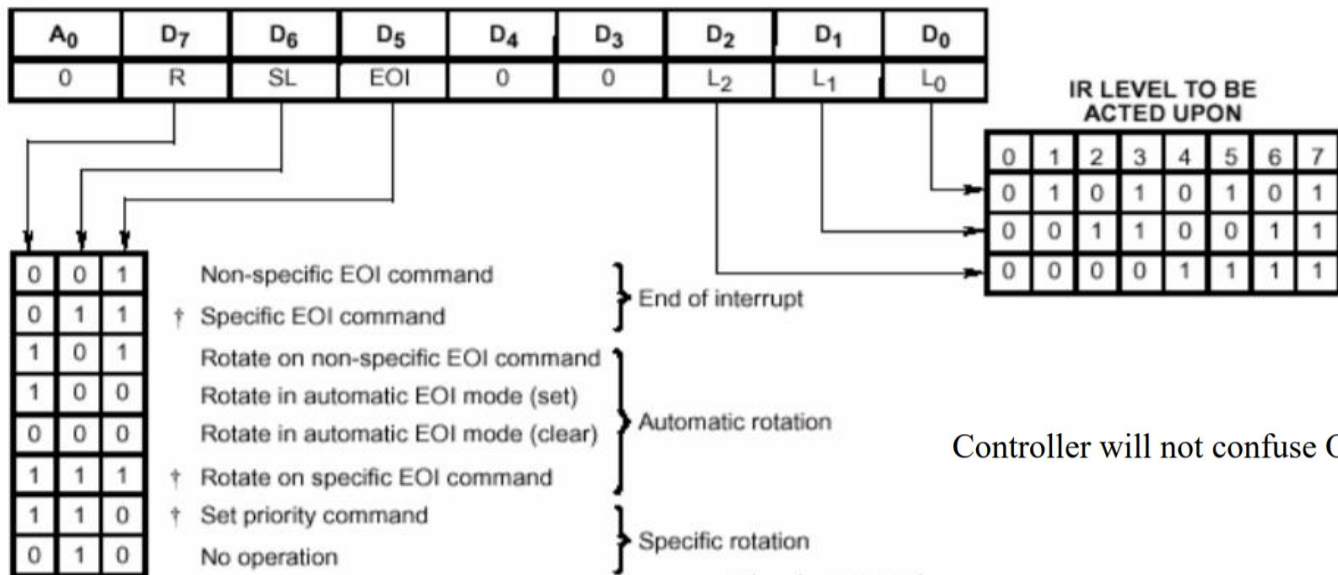 A0 D7 D6 D5 D4 D3 D2 D1 D0
0 R SL EOI 0 0 L2 L1 L0
IR LEVEL TO BE
ACTED UPON
0 1 2 3 4 5 6 7
0 1 0 1 0 1 0 1
0 0 1 1 0 0 1 1
0 0 0 0 1 1 1 1
0 0 1 Non-specific EOI command
0 1 1 † Specific EOI command
End of interrupt
1 0 1 Rotate on non-specific EOI command
1 0 0 Rotate in automatic EOI mode (set)
0 0 0 Rotate in automatic EOI mode (clear)
1 1 1 † Rotate on specific EOI command
Automatic rotation
1 1 0 † Set priority command
0 1 0 No operation
Specific rotation
Controller will not confuse